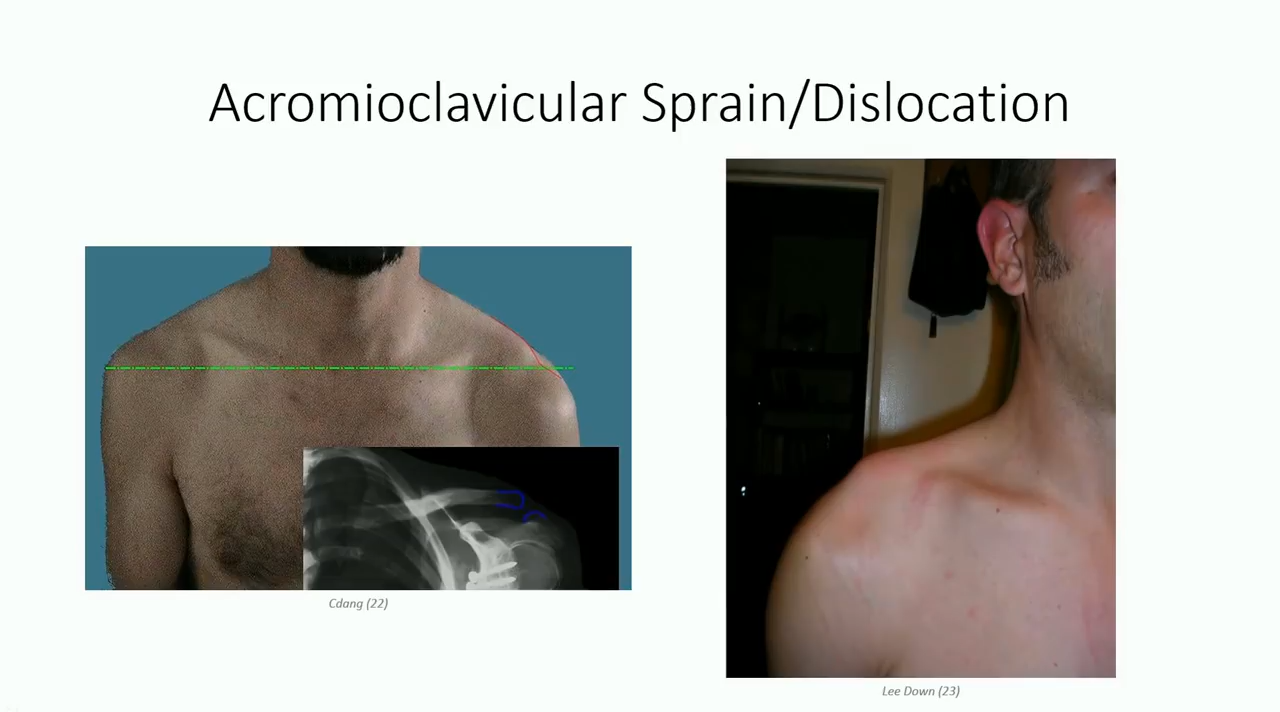 Acromioclavicular Sprain/Dislocation
Cdang (22)
Lee Down (23)